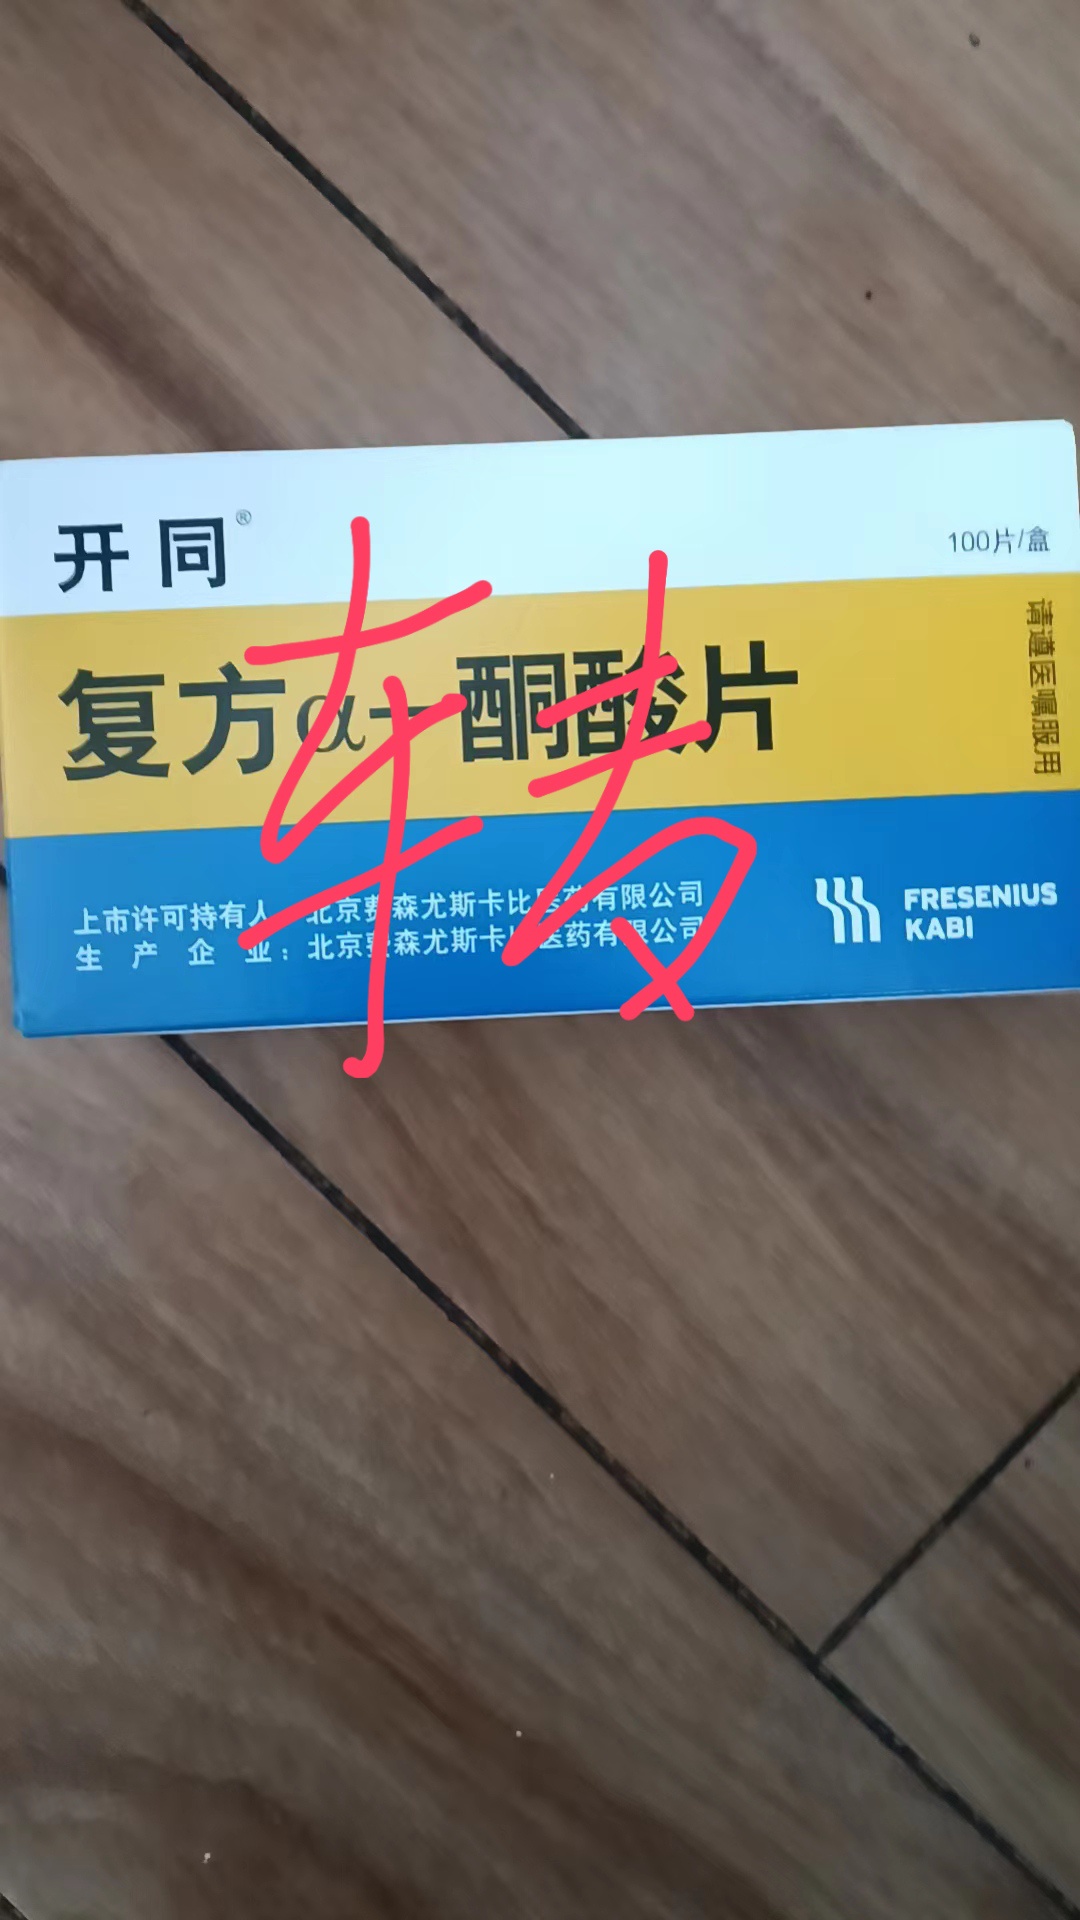 开同®
100片/盒
复方α-酮酸片
请遵医嘱服用
上市许可持有人：北京费森尤斯卡比医药有限公司
生产企业：北京费森尤斯卡比医药有限公司
FRESENIUS
KABI
转